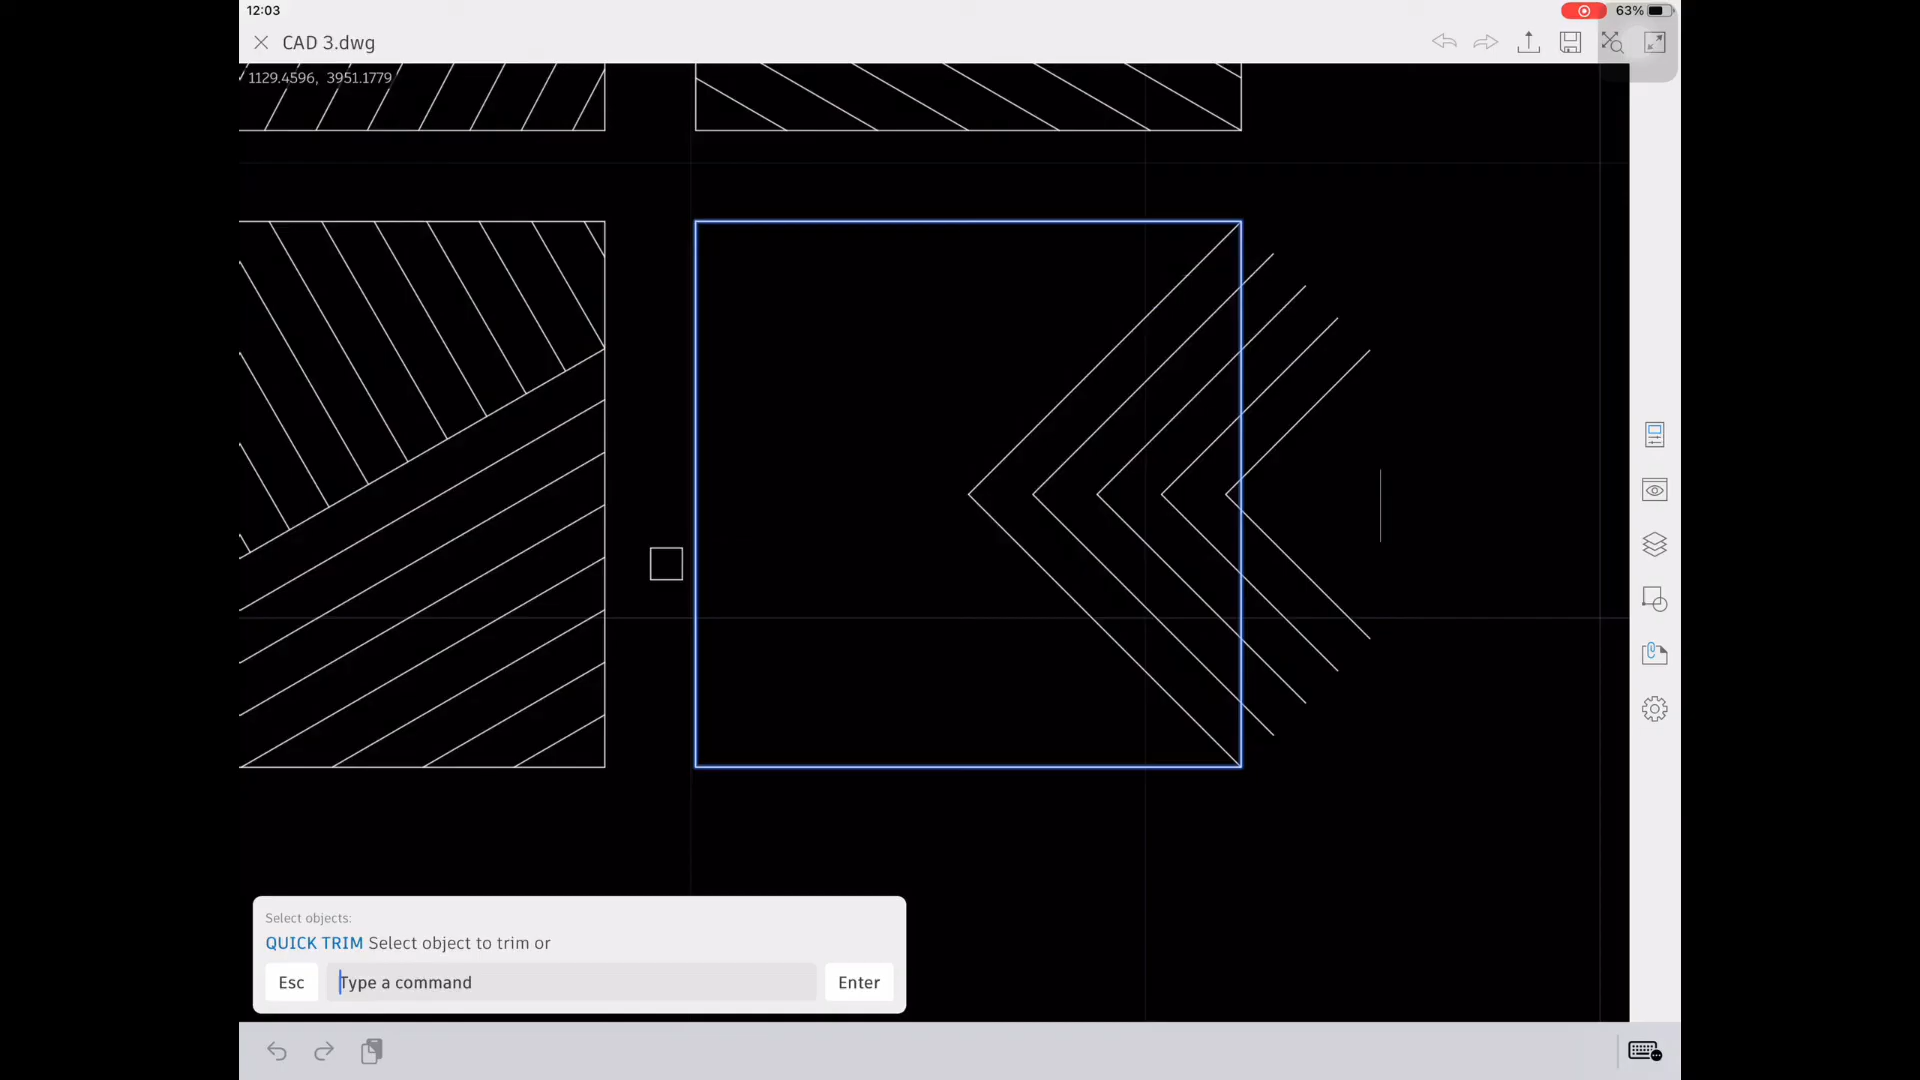 12:03
63%
CAD 3.dwg
1129.4596, 3951.1779
Select objects:
QUICK TRIM Select object to trim or
Esc
Type a command
Enter